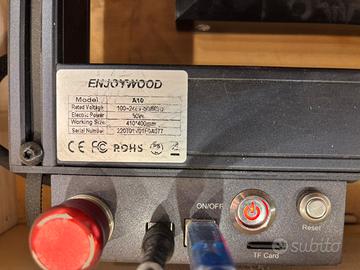 ENJOYWOOD
Model A10
Rated Voltage
Electric Power
Working Size 410*400mm
Serial Number
CE FC RoHS
ON/OFF
Reset
TF Card
subito